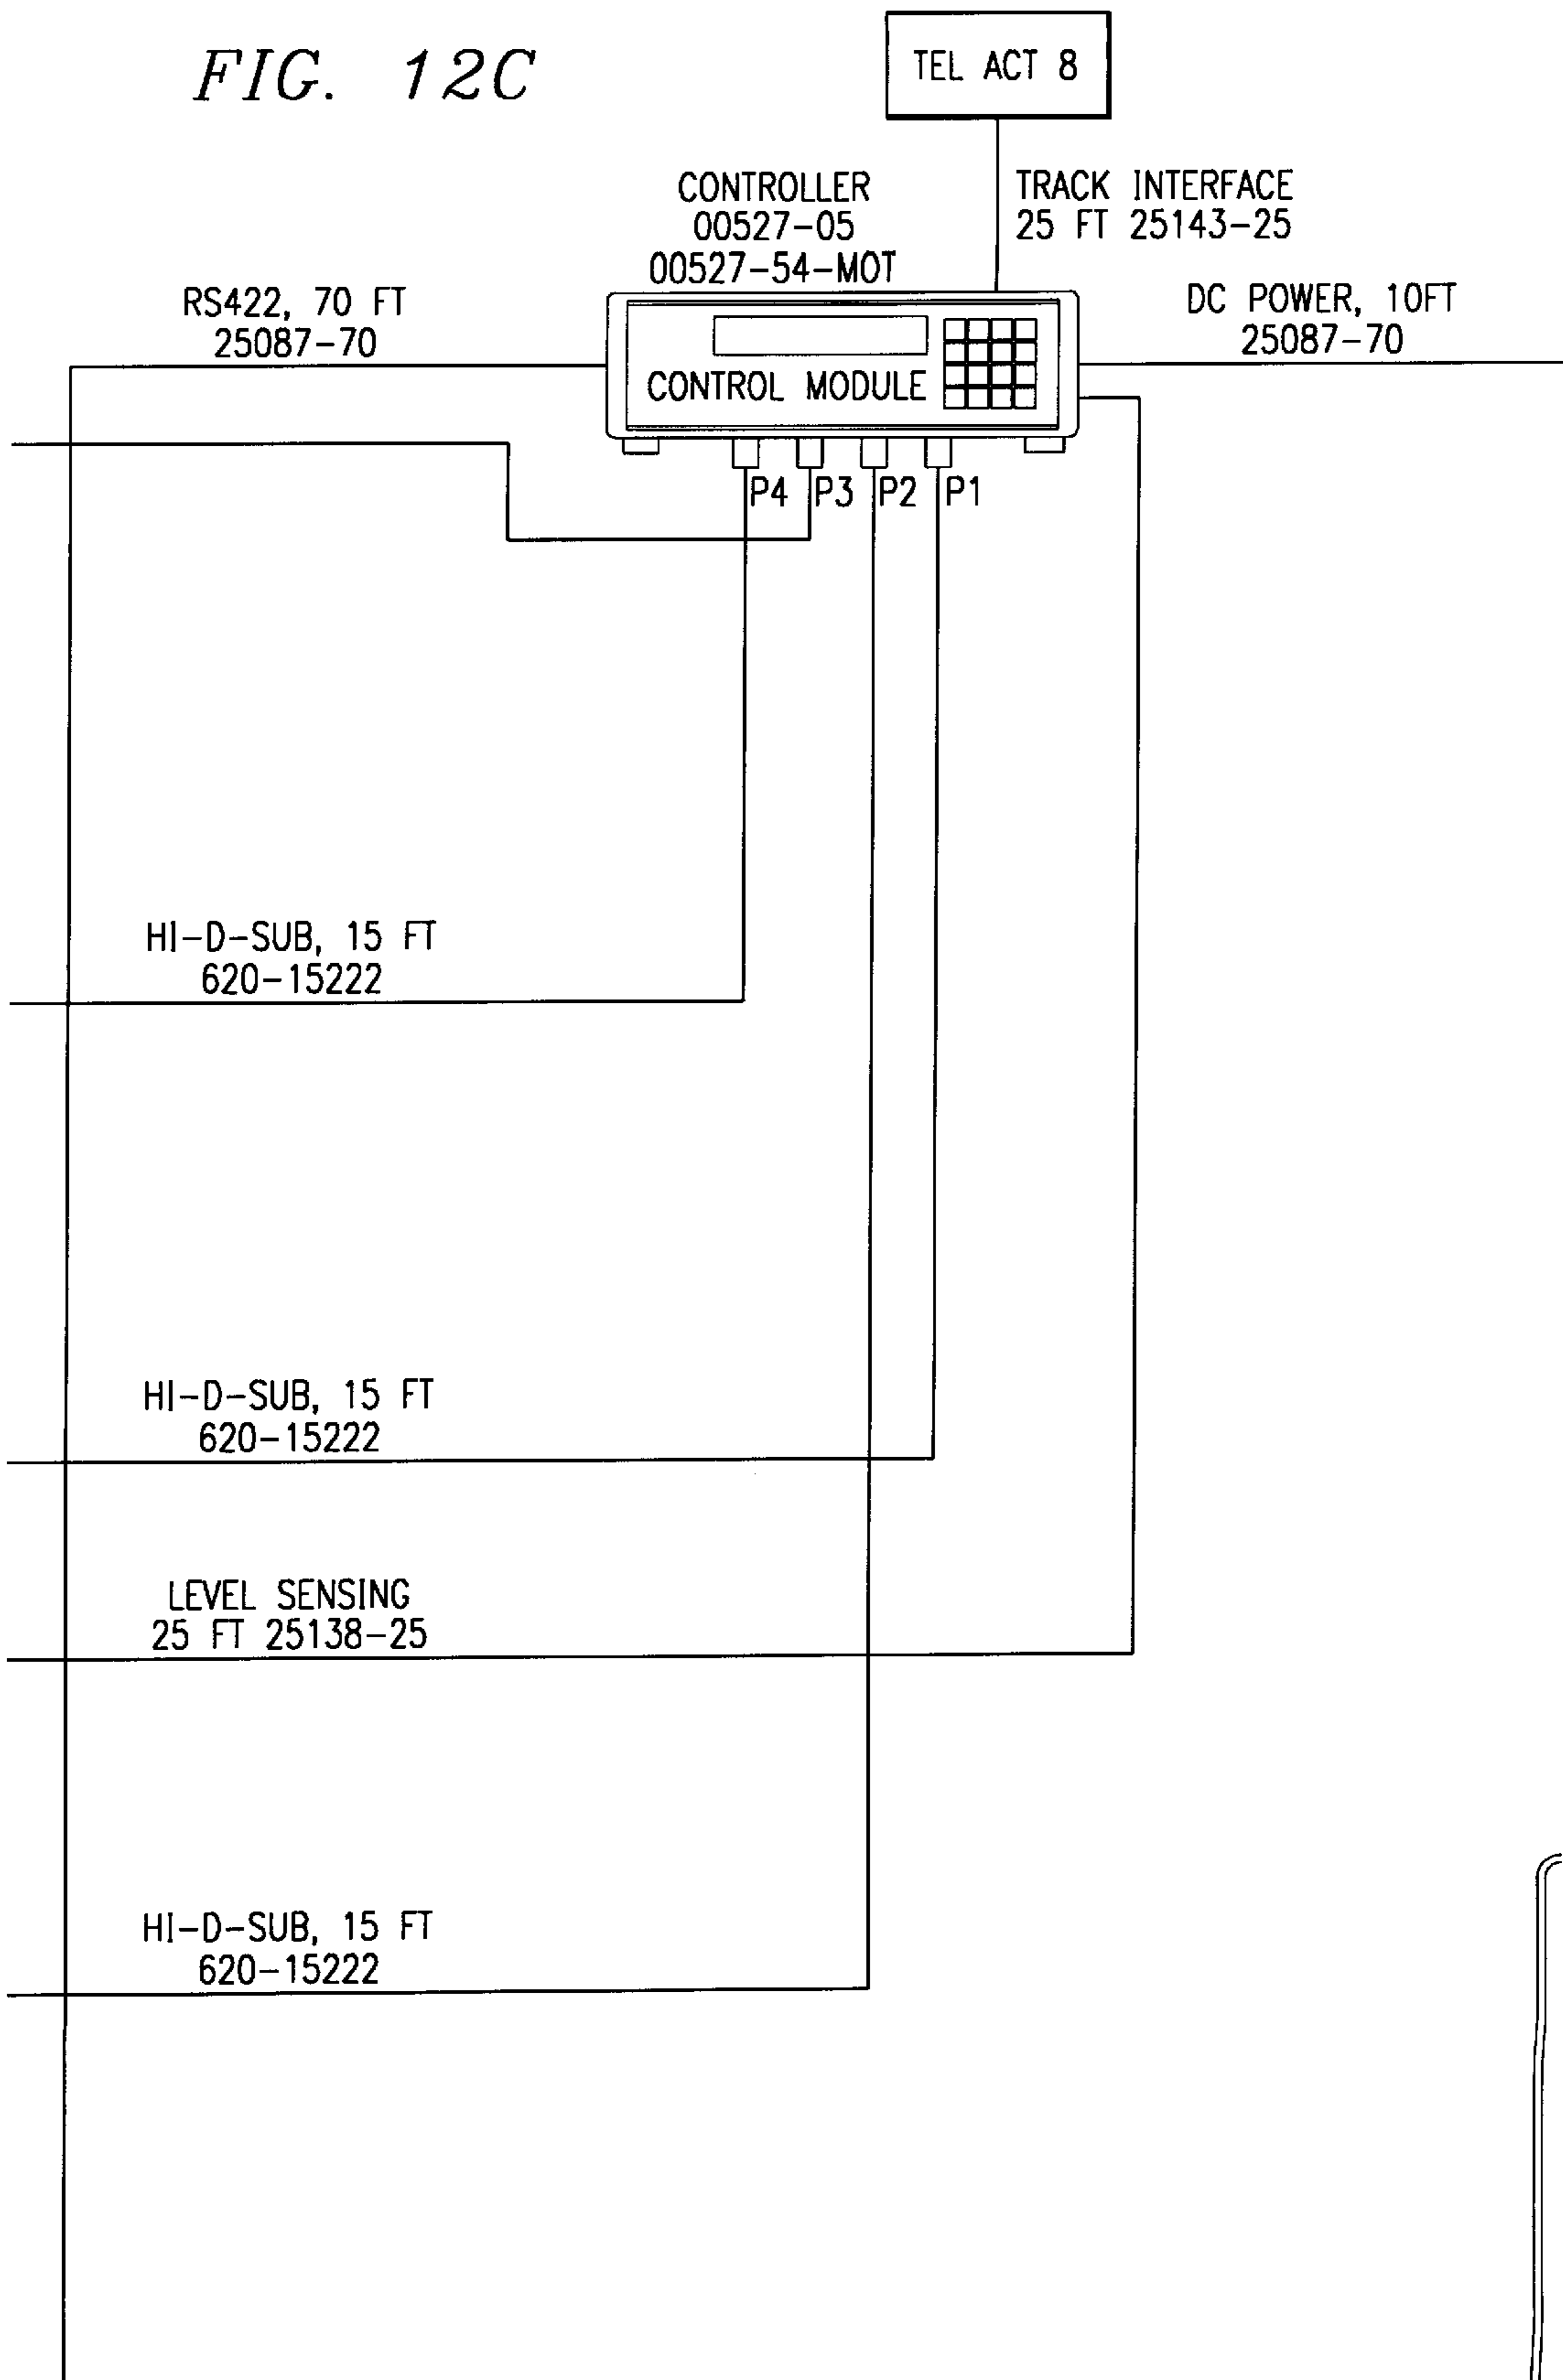 FIG. 12C
TEL ACT 8
CONTROLLER
00527-05
00527-54-MOT
TRACK INTERFACE
25 FT 25143-25
RS422, 70 FT
25087-70
DC POWER, 10FT
25087-70
CONTROL MODULE
P4 P3 P2 P1
HI-D-SUB, 15 FT
620-15222
HI-D-SUB, 15 FT
620-15222
LEVEL SENSING
25 FT 25138-25
HI-D-SUB, 15 FT
620-15222